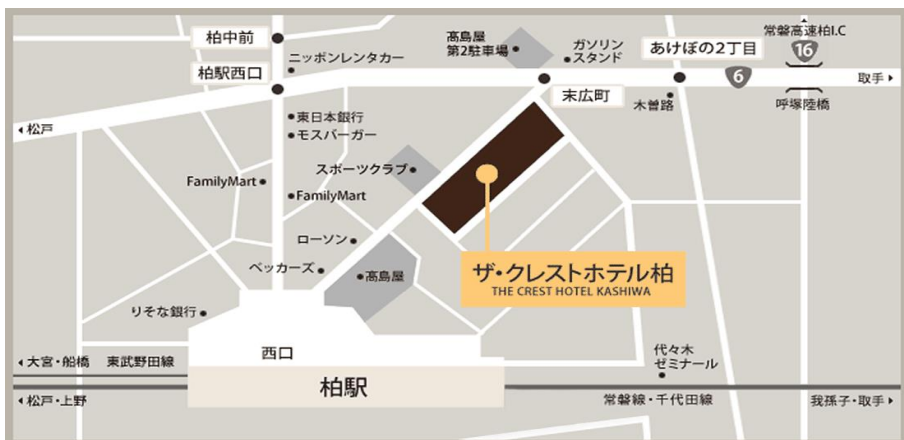 常磐高速柏I.C
16
柏中前
髙島屋
第2駐車場
ガソリン
スタンド
あけぼの2丁目
ニッポンレンタカー
柏駅西口
6
取手
末広町
木曽路
呼塚陸橋
松戸
東日本銀行
モスバーガー
スポーツクラブ
FamilyMart
FamilyMart
ローソン
ベッカーズ
髙島屋
ザ・クレストホテル柏
THE CREST HOTEL KASHIWA
りそな銀行
西口
代々木
ゼミナール
大宮・船橋 東武野田線
柏駅
松戸・上野
常磐線・千代田線
我孫子・取手